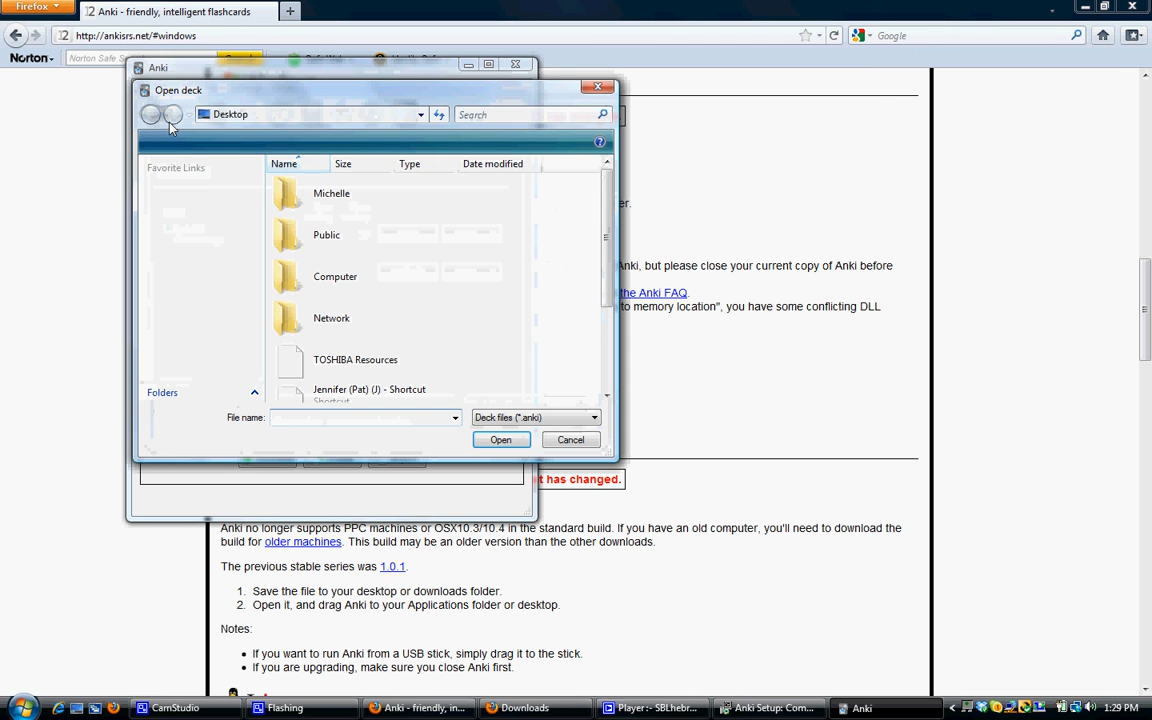 Firefox
Anki - friendly, intelligent flashcards
http://ankisrs.net/#windows
Google
Norton
Norton Safe S
Anki
Open deck
Desktop
Search
Favorite Links
Name
Size
Type
Date modified
Michelle
Public
er.
Computer
Anki, but please close your current copy of Anki before
the Anki FAQ.
to memory location", you have some conflicting DLL
Network
TOSHIBA Resources
Jennifer (Pat) (J) - Shortcut
Shortcut
Folders
File name:
Deck files (*.anki)
Open
Cancel
t has changed.
Anki no longer supports PPC machines or OSX10.3/10.4 in the standard build. If you have an old computer, you'll need to download the
build for older machines. This build may be an older version than the other downloads.
The previous stable series was 1.0.1.
1. Save the file to your desktop or downloads folder.
2. Open it, and drag Anki to your Applications folder or desktop.
Notes:
If you want to run Anki from a USB stick, simply drag it to the stick.
If you are upgrading, make sure you close Anki first.
CamStudio
Flashing
Anki - friendly, in...
Downloads
Player :- SBLhebr...
Anki Setup: Com...
Anki
1:29 PM